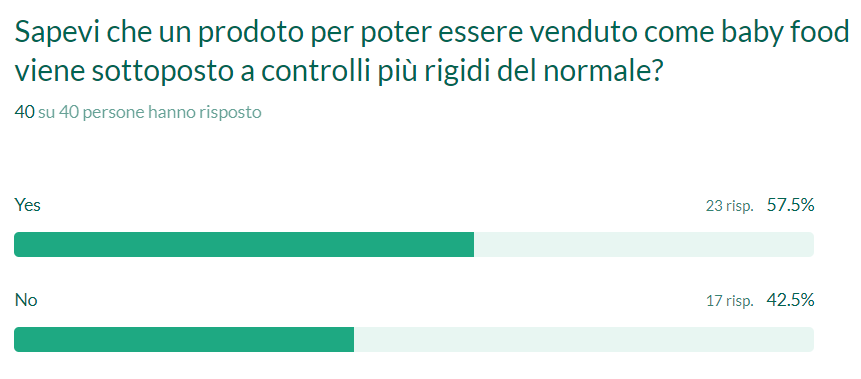 Sapevi che un prodoto per poter essere venduto come baby food
viene sottoposto a controlli più rigidi del normale?
40 su 40 persone hanno risposto
Yes 23 risp. 57.5%
No 17 risp. 42.5%